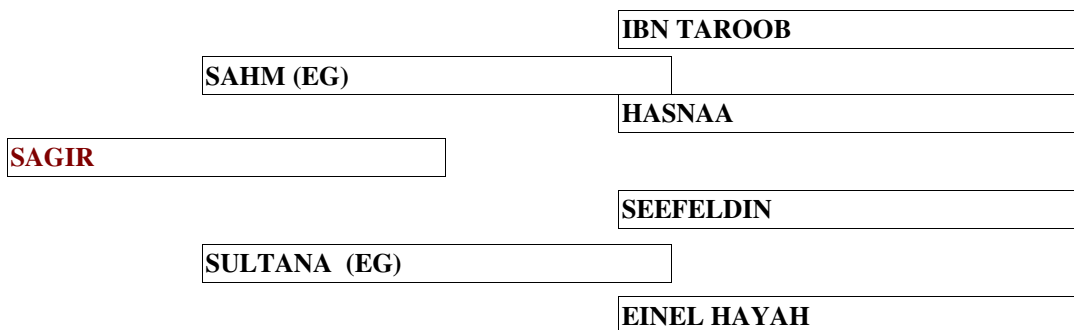 IBN TAROOB
SAHM (EG)
HASNAA
SAGIR
SEEFELDIN
SULTANA (EG)
EINEL HAYAH